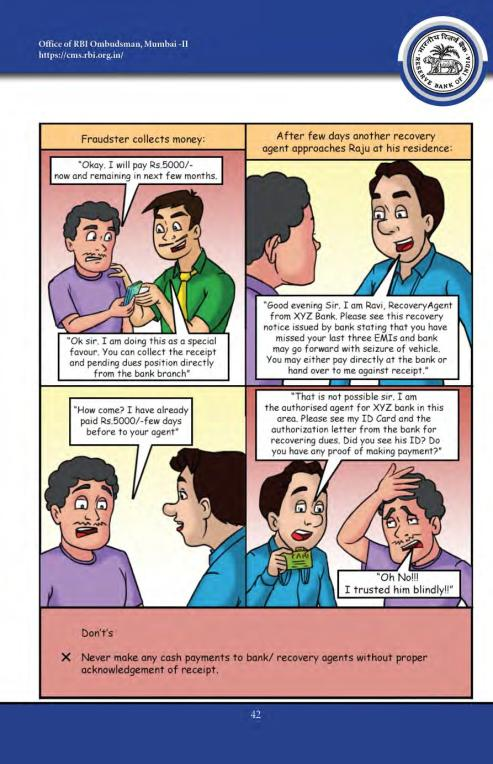 Office of RBI Ombudsman, Mumbai -II
https://cms.rbi.org.in/
भारतीय रिज़र्व बैंक
RESERVE BANK OF INDIA
Fraudster collects money:
"Okay. I will pay Rs.5000/-
now and remaining in next few months.
"Ok sir. I am doing this as a special
favour. You can collect the receipt
and pending dues position directly
from the bank branch"
After few days another recovery
agent approaches Raju at his residence:
"Good evening Sir. I am Ravi, RecoveryAgent
from XYZ Bank. Please see this recovery
notice issued by bank stating that you have
missed your last three EMIs and bank
may go forward with seizure of vehicle.
You may either pay directly at the bank or
hand over to me against receipt."
"How come? I have already
paid Rs.5000/-few days
before to your agent"
"That is not possible sir. I am
the authorised agent for XYZ bank in this
area. Please see my ID Card and the
authorization letter from the bank for
recovering dues. Did you see his ID? Do
you have any proof of making payment?"
"Oh No!!!
I trusted him blindly!!"
Don't's
X Never make any cash payments to bank/ recovery agents without proper
acknowledgement of receipt.
42